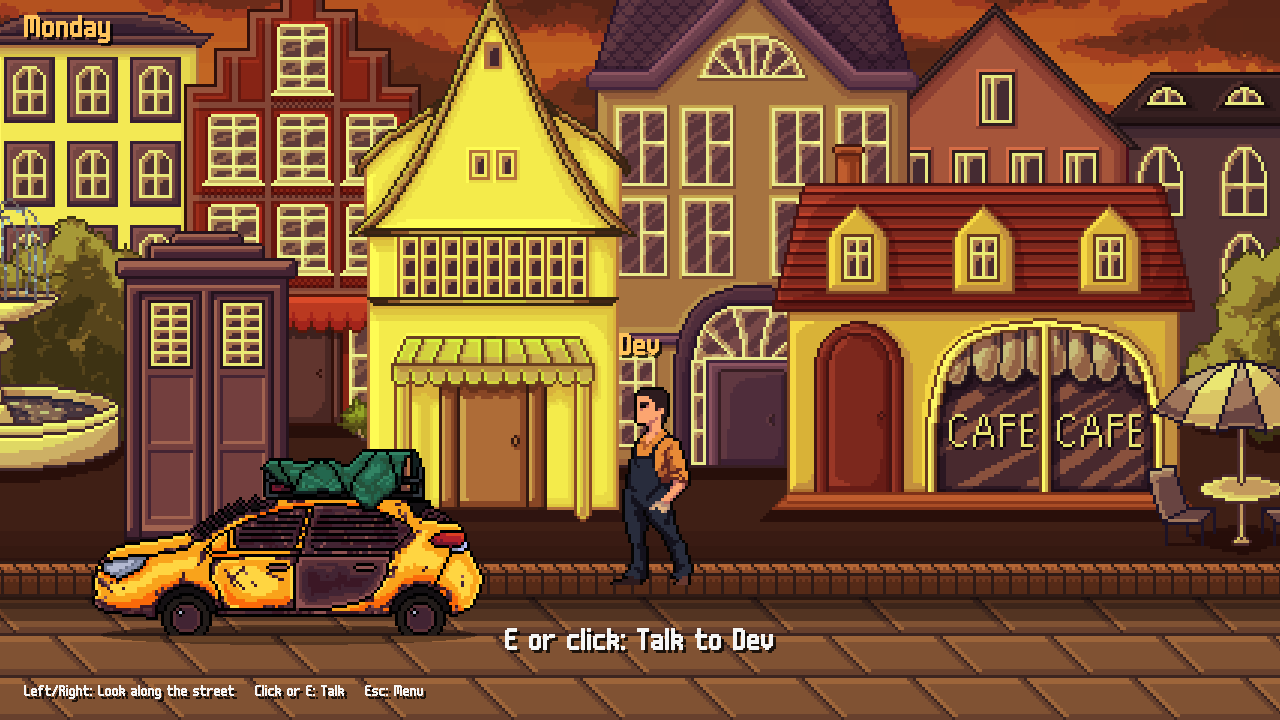 Monday
Dev
CAFE CAFE
E or click: Talk to Dev
Left/Right: Look along the street Click or E: Talk Esc: Menu